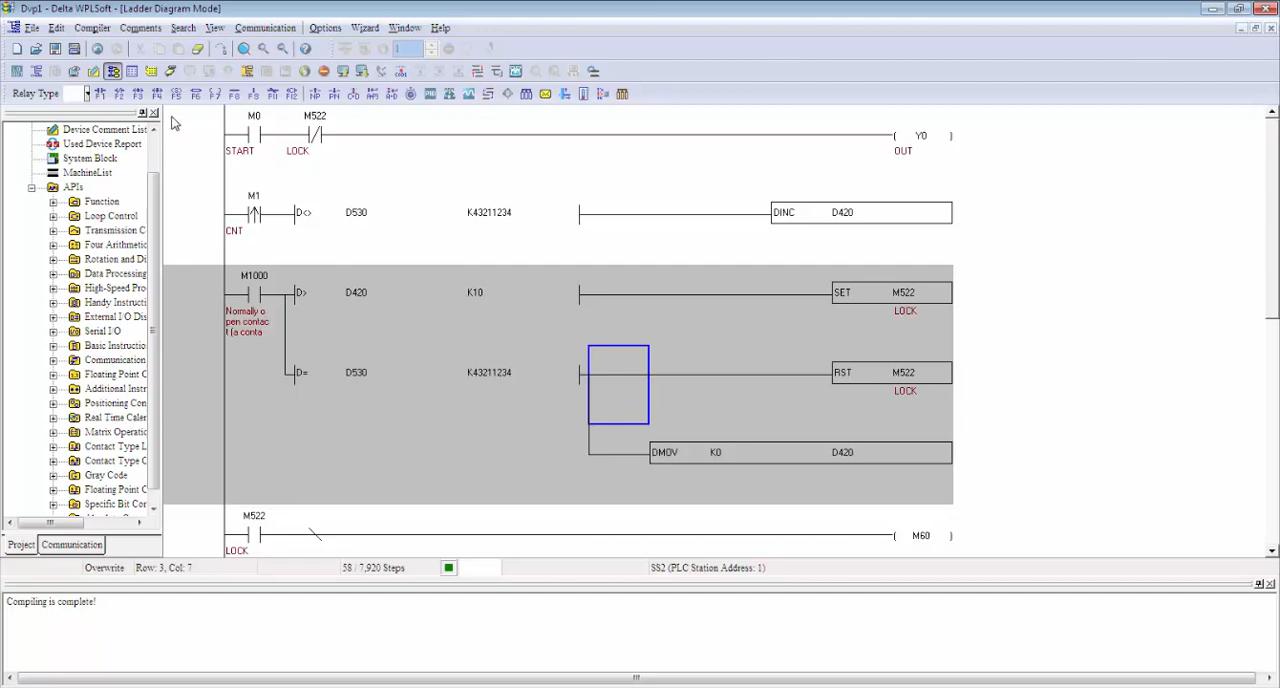 Dvp1 - Delta WPLSoft - [Ladder Diagram Mode]
File Edit Compiler Comments Search View Communication Options Wizard Window Help
1
Relay Type
Device Comment List
Used Device Report
System Block
MachineList
APIs
Function
Loop Control
Transmission C
Four Arithmetic
Rotation and Di
Data Processing
High-Speed Pro
Handy Instructi
External I/O Dis
Serial I/O
Basic Instructio
Communication
Floating Point C
Additional Instr
Positioning Con
Real Time Caler
Matrix Operatio
Contact Type L
Contact Type C
Gray Code
Floating Point C
Specific Bit Cor
Project Communication
M0 M522
Y0
START LOCK OUT
M1
D<> D530 K43211234 DINC D420
CNT
M1000
D> D420 K10 SET M522
Normally o
pen contac
t (a conta
LOCK
D= D530 K43211234 RST M522
LOCK
DMOV K0 D420
M522
M60
LOCK
Overwrite Row: 3, Col: 7 58 / 7,920 Steps SS2 (PLC Station Address: 1)
Compiling is complete!